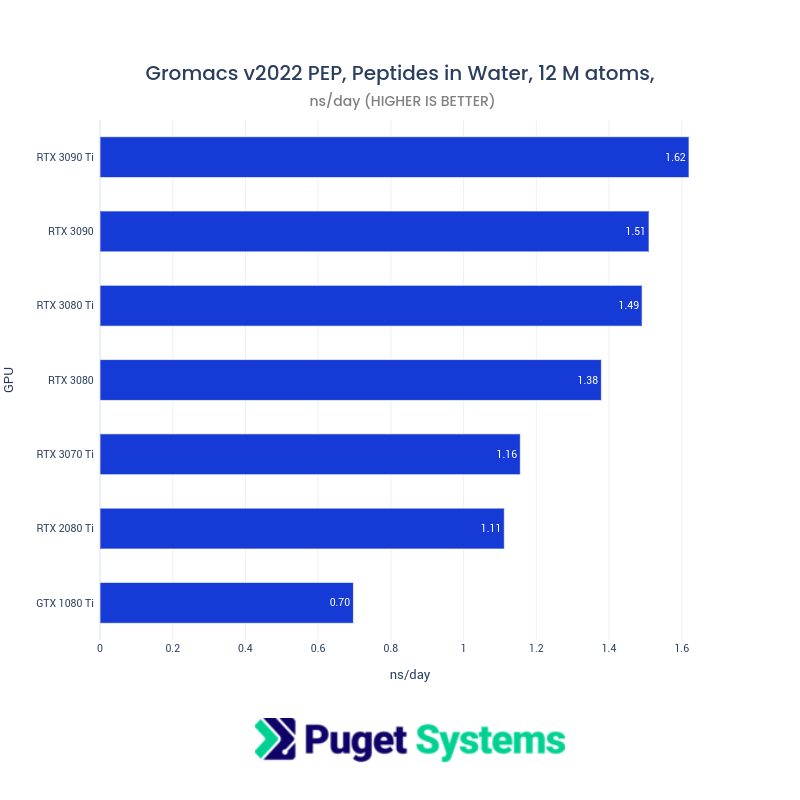 Gromacs v2022 PEP, Peptides in Water, 12 M atoms,
ns/day (HIGHER IS BETTER)
RTX 3090 Ti 1.62
RTX 3090 1.51
RTX 3080 Ti 1.49
RTX 3080 1.38
GPU
RTX 3070 Ti 1.16
RTX 2080 Ti 1.11
GTX 1080 Ti 0.70
0 0.2 0.4 0.6 0.8 1 1.2 1.4 1.6
ns/day
Puget Systems